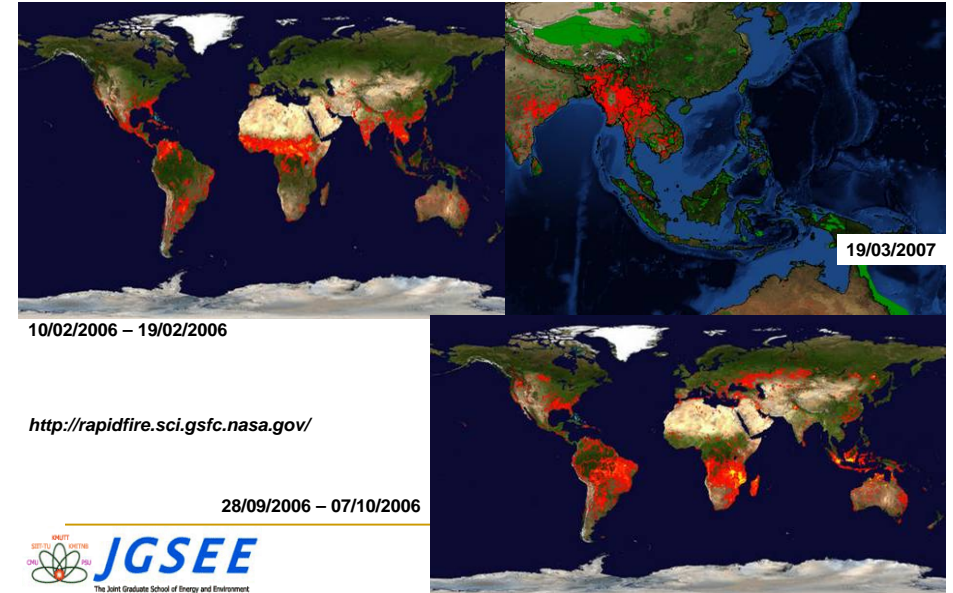 19/03/2007
10/02/2006 – 19/02/2006
http://rapidfire.sci.gsfc.nasa.gov/
28/09/2006 – 07/10/2006
KMUTT
SIIT-TU KMITNB
CMU PSU
JGSEE
The Joint Graduate School of Energy and Environment